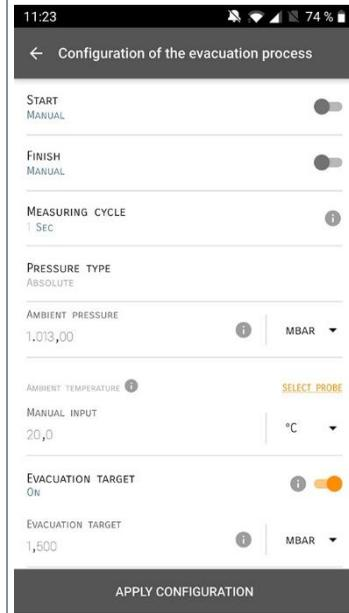 11:23 74 %
Configuration of the evacuation process
START
MANUAL
FINISH
MANUAL
MEASURING CYCLE
1 SEC
PRESSURE TYPE
ABSOLUTE
AMBIENT PRESSURE
1.013,00 MBAR
AMBIENT TEMPERATURE SELECT PROBE
MANUAL INPUT
20,0 °C
EVACUATION TARGET
ON
EVACUATION TARGET
1,500 MBAR
APPLY CONFIGURATION